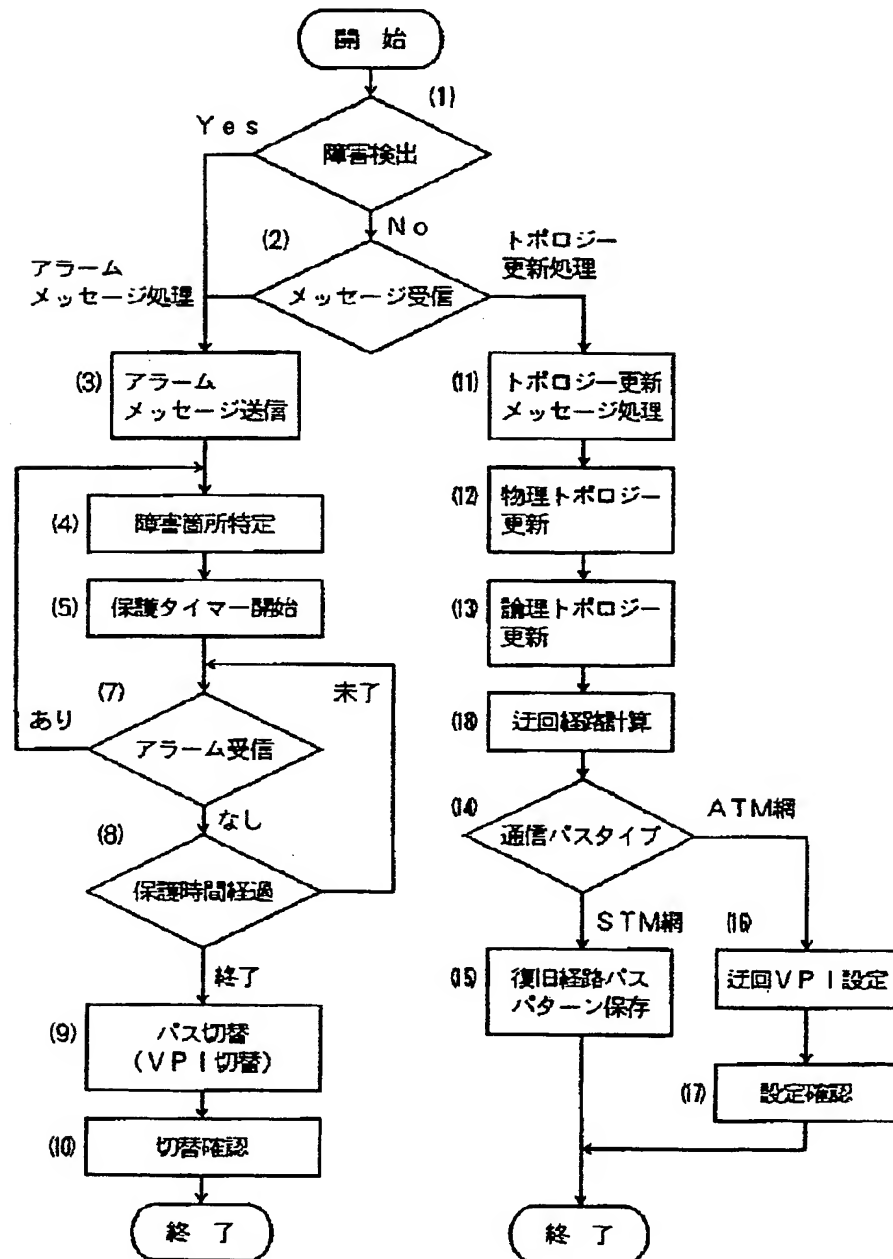 開 始
(1)
Yes
障害検出
No
(2)
メッセージ受信
アラーム
メッセージ処理
トポロジー
更新処理
(3)
アラーム
メッセージ送信
(4)
障害箇所特定
(5)
保護タイマー開始
(7)
未了
あり
アラーム受信
なし
(8)
保護時間経過
終了
(9)
パス切替
(VPI切替)
(10)
切替確認
終 了
(11)
トポロジー更新
メッセージ処理
(12)
物理トポロジー
更新
(13)
論理トポロジー
更新
(18)
迂回経路計算
(14)
通信パスタイプ
ATM網
STM網
(15)
復旧経路パス
パターン保存
(16)
迂回VPI設定
(17)
設定確認
終 了